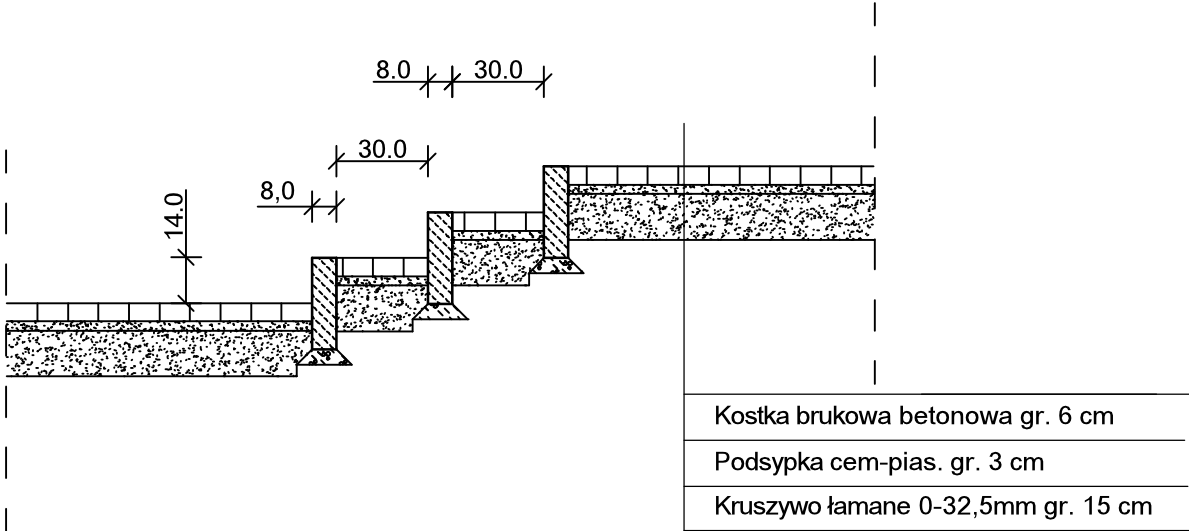 8.0 30.0
30.0
8,0
14.0
Kostka brukowa betonowa gr. 6 cm
Podsypka cem-pias. gr. 3 cm
Kruszywo łamane 0-32,5mm gr. 15 cm